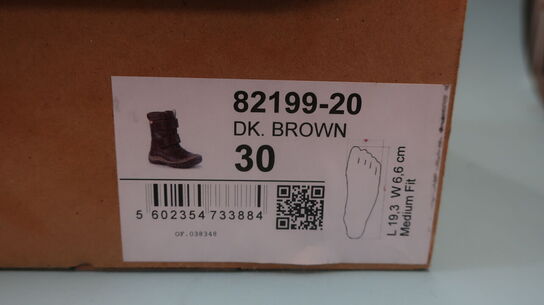 82199-20
DK. BROWN
30
5 602354 733884
OF.038348
L 19,3 W 6,6 cm
Medium Fit